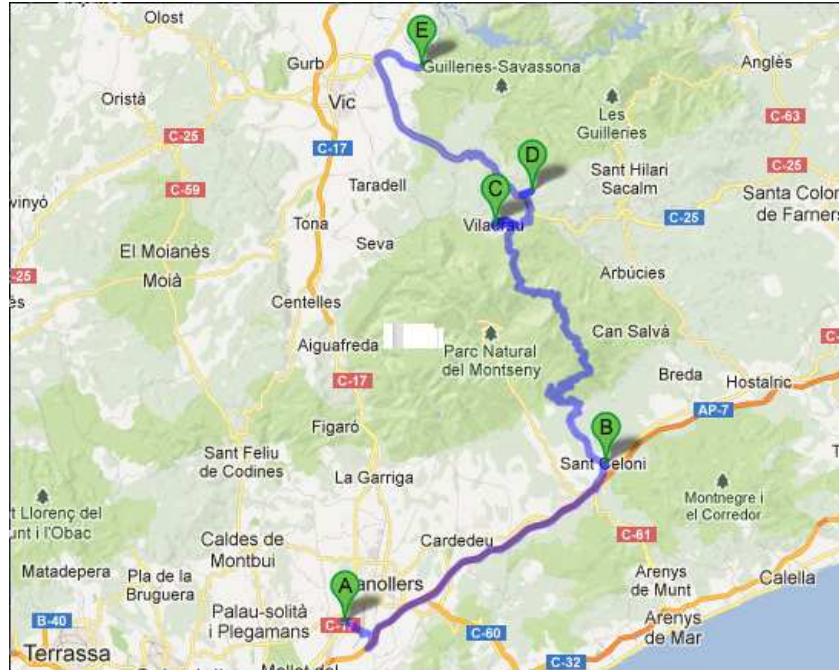 Olost
E
Gurb
Guilleries-Savassona
Anglès
Oristà
Vic
Les
Guilleries
C-63
C-25
C-17
D
Sant Hilari
Sacalm
C-25
C-59
Taradell
C
Santa Colom
de Farners
Viladrau
C-25
Tona
Seva
El Moianès
C-25
Moià
Arbúcies
Centelles
Can Salvà
Aiguafreda
Parc Natural
del Montseny
Breda
Hostalric
C-17
AP-7
Figaró
B
Sant Feliu
de Codines
Sant Celoni
La Garriga
Montnegre i
el Corredor
Caldes de
Montbui
Cardedeu
C-61
Matadepera
Pla de la
Bruguera
A
Arenys
de Munt
Calella
Palau-solità
i Plegamans
B-40
C-60
Arenys
de Mar
Terrassa
C-32